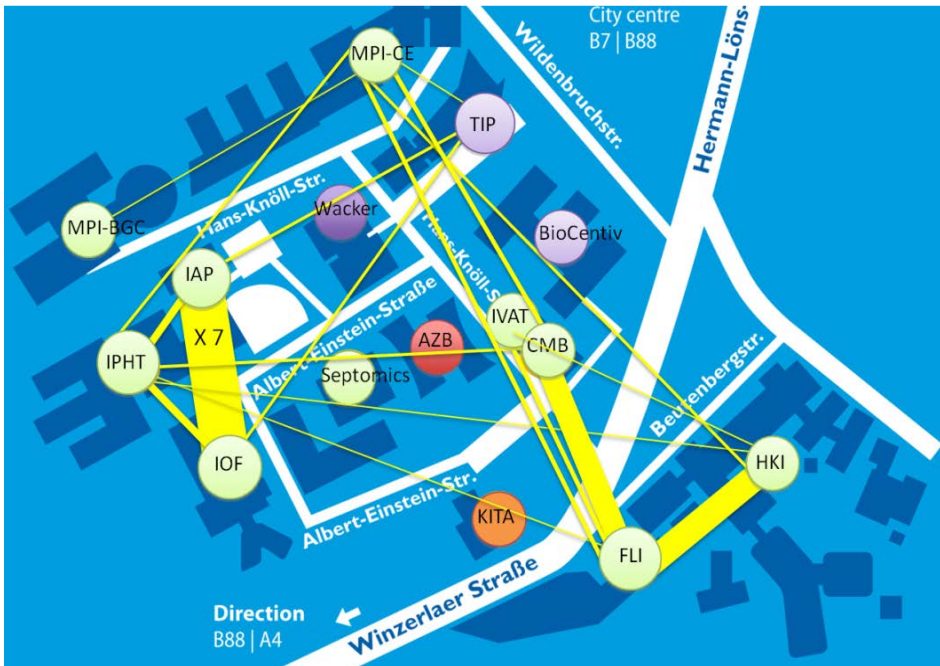 City centre
B7 | B88
Wildenbruchstr.
Hermann-Löns-
MPI-CE
TIP
Hans-Knöll-Str.
Wacker
MPI-BGC
BioCentiv
IAP
Hans-Knöll-S
X 7
IVAT
AZB
CMB
Albert-Einstein-Straße
IPHT
Septomics
Beutenbergstr.
IOF
HKI
Albert-Einstein-Str.
KITA
FLI
Direction
B88 | A4
Winzerlaer Straße